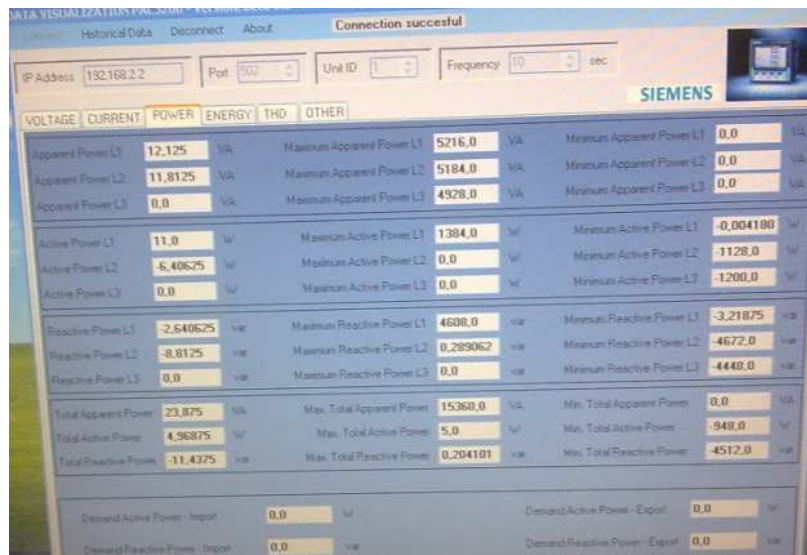 DATA VISUALIZATION PAC3200
Historical Data Disconnect About Connection succesful
IP Address 192.168.2.2 Port 502 Unit ID 1 Frequency 10 sec
SIEMENS
VOLTAGE CURRENT POWER ENERGY THD OTHER
Apparent Power L1 12,125 VA Maximum Apparent Power L1 5216,0 VA Minimum Apparent Power L1 0,0 VA
Apparent Power L2 11,8125 VA Maximum Apparent Power L2 5184,0 VA Minimum Apparent Power L2 0,0 VA
Apparent Power L3 0,0 VA Maximum Apparent Power L3 4928,0 VA Minimum Apparent Power L3 0,0 VA
Active Power L1 11,0 W Maximum Active Power L1 1384,0 W Minimum Active Power L1 -0,004180 W
Active Power L2 -6,40625 W Maximum Active Power L2 0,0 W Minimum Active Power L2 -1128,0 W
Active Power L3 0,0 W Maximum Active Power L3 0,0 W Minimum Active Power L3 -1200,0 W
Reactive Power L1 -2,640625 var Maximum Reactive Power L1 4608,0 var Minimum Reactive Power L1 -3,21875 var
Reactive Power L2 -8,8125 var Maximum Reactive Power L2 0,289062 var Minimum Reactive Power L2 -4672,0 var
Reactive Power L3 0,0 var Maximum Reactive Power L3 0,0 var Minimum Reactive Power L3 -4448,0 var
Total Apparent Power 23,875 VA Max. Total Apparent Power 15360,0 VA Min. Total Apparent Power 0,0 VA
Total Active Power 4,96875 W Max. Total Active Power 5,0 W Min. Total Active Power -948,0 W
Total Reactive Power -11,4375 var Max. Total Reactive Power 0,204101 var Min. Total Reactive Power -4512,0 var
Demand Active Power - Import 0,0 W Demand Active Power - Export 0,0 W
Demand Reactive Power - Import 0,0 var Demand Reactive Power - Export 0,0 var